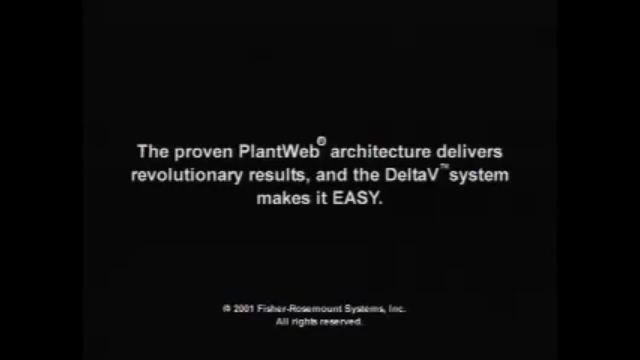 The proven PlantWeb® architecture delivers
revolutionary results, and the DeltaV™ system
makes it EASY.
© 2001 Fisher-Rosemount Systems, Inc.
All rights reserved.